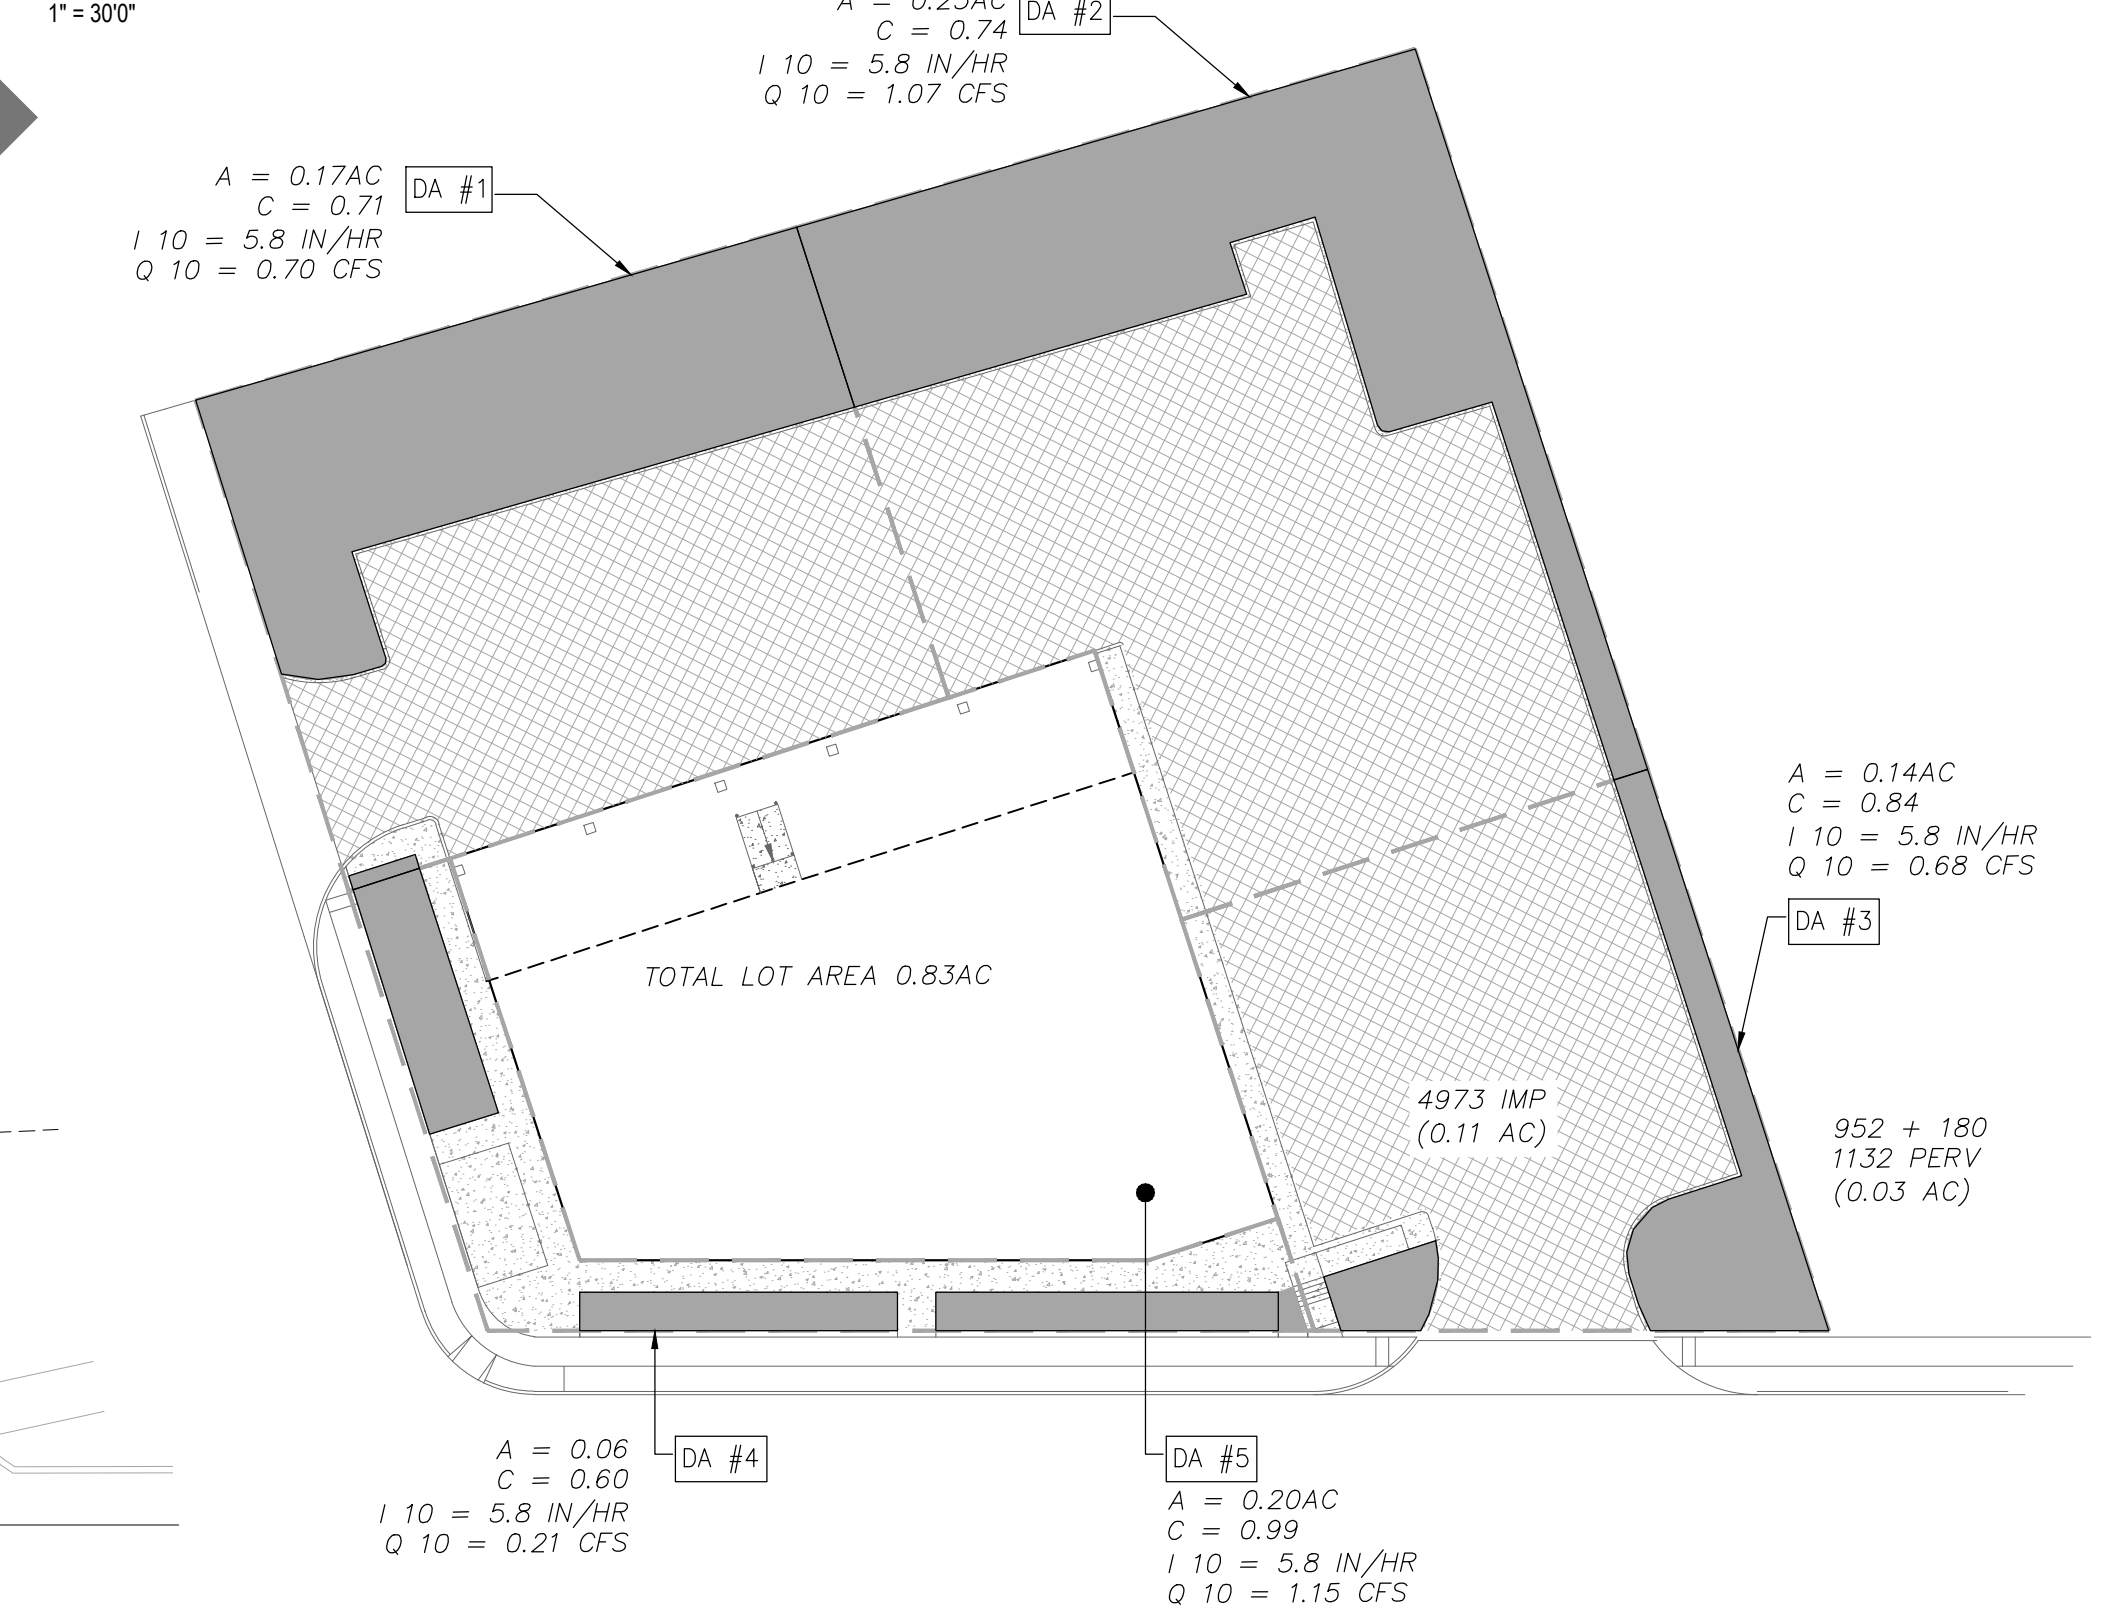 1" = 30'0"
A = 0.25AC
C = 0.74
I 10 = 5.8 IN/HR
Q 10 = 1.07 CFS
DA #2
A = 0.17AC
C = 0.71
I 10 = 5.8 IN/HR
Q 10 = 0.70 CFS
DA #1
A = 0.14AC
C = 0.84
I 10 = 5.8 IN/HR
Q 10 = 0.68 CFS
DA #3
TOTAL LOT AREA 0.83AC
4973 IMP
(0.11 AC)
952 + 180
1132 PERV
(0.03 AC)
A = 0.06
C = 0.60
I 10 = 5.8 IN/HR
Q 10 = 0.21 CFS
DA #4
DA #5
A = 0.20AC
C = 0.99
I 10 = 5.8 IN/HR
Q 10 = 1.15 CFS